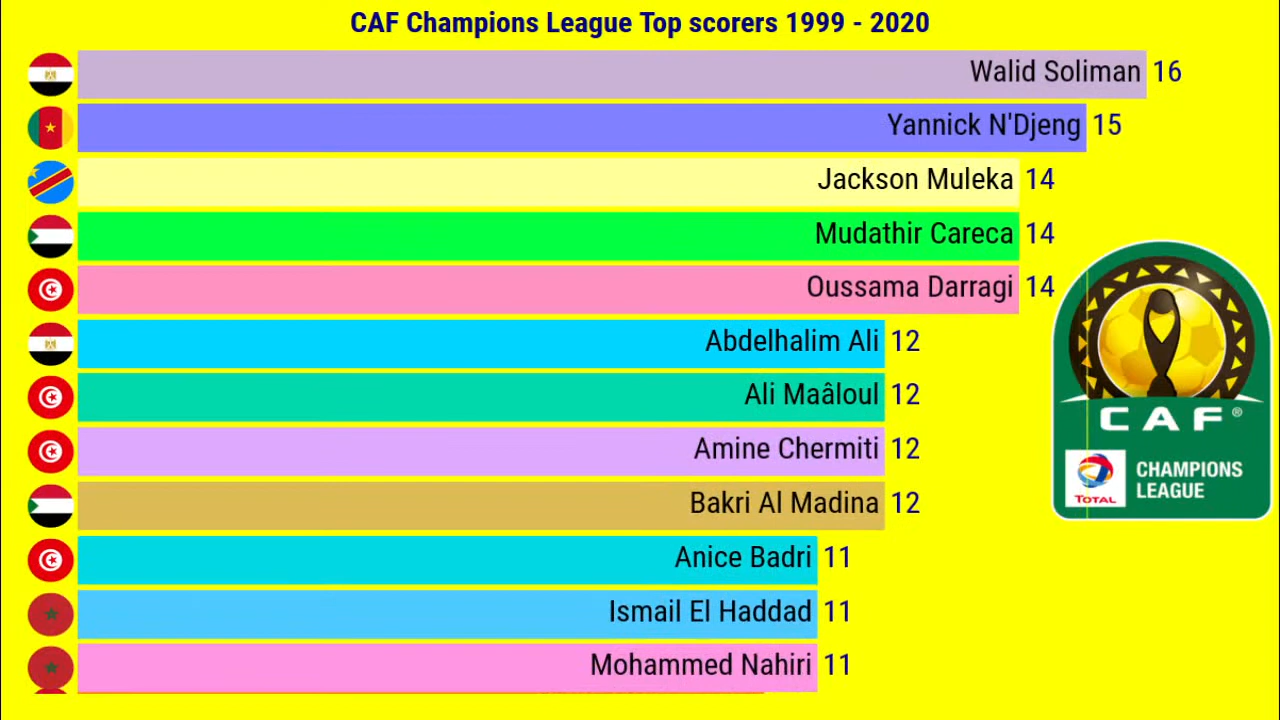 CAF Champions League Top scorers 1999 - 2020
Walid Soliman 16
Yannick N'Djeng 15
Jackson Muleka 14
Mudathir Careca 14
Oussama Darragi 14
Abdelhalim Ali 12
Ali Maâloul 12
Amine Chermiti 12
Bakri Al Madina 12
Anice Badri 11
Ismail El Haddad 11
Mohammed Nahiri 11
CAF®
TOTAL
CHAMPIONS
LEAGUE